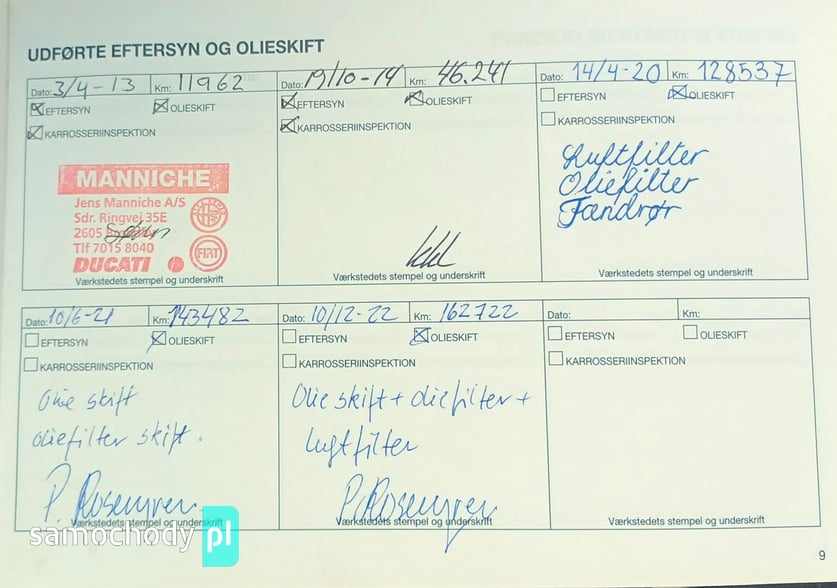 UDFØRTE EFTERSYN OG OLIESKIFT
Dato: 3/4-13 Km: 11962
EFTERSYN OLIESKIFT
KARROSSERIINSPEKTION
MANNICHE
Jens Manniche A/S
Sdr. Ringvej 35E
2605
Tlf 7015 8040
DUCATI FIAT
Værkstedets stempel og underskrift
Dato: 19/10-14 Km: 46.241
EFTERSYN OLIESKIFT
KARROSSERIINSPEKTION
Værkstedets stempel og underskrift
Dato: 14/4-20 Km: 128537
EFTERSYN OLIESKIFT
KARROSSERIINSPEKTION
Luftfilter
Oliefilter
Tændrør
Værkstedets stempel og underskrift
Dato: 10/6-21 Km: 143482
EFTERSYN OLIESKIFT
KARROSSERIINSPEKTION
Olie skift
oliefilter skift.
P. Rosengren
Værkstedets stempel og underskrift
Dato: 10/12-22 Km: 162722
EFTERSYN OLIESKIFT
KARROSSERIINSPEKTION
Olie skift + oliefilter +
luftfilter
P. Rosengren
Værkstedets stempel og underskrift
Dato: Km:
EFTERSYN OLIESKIFT
KARROSSERIINSPEKTION
Værkstedets stempel og underskrift
samochody pl
9